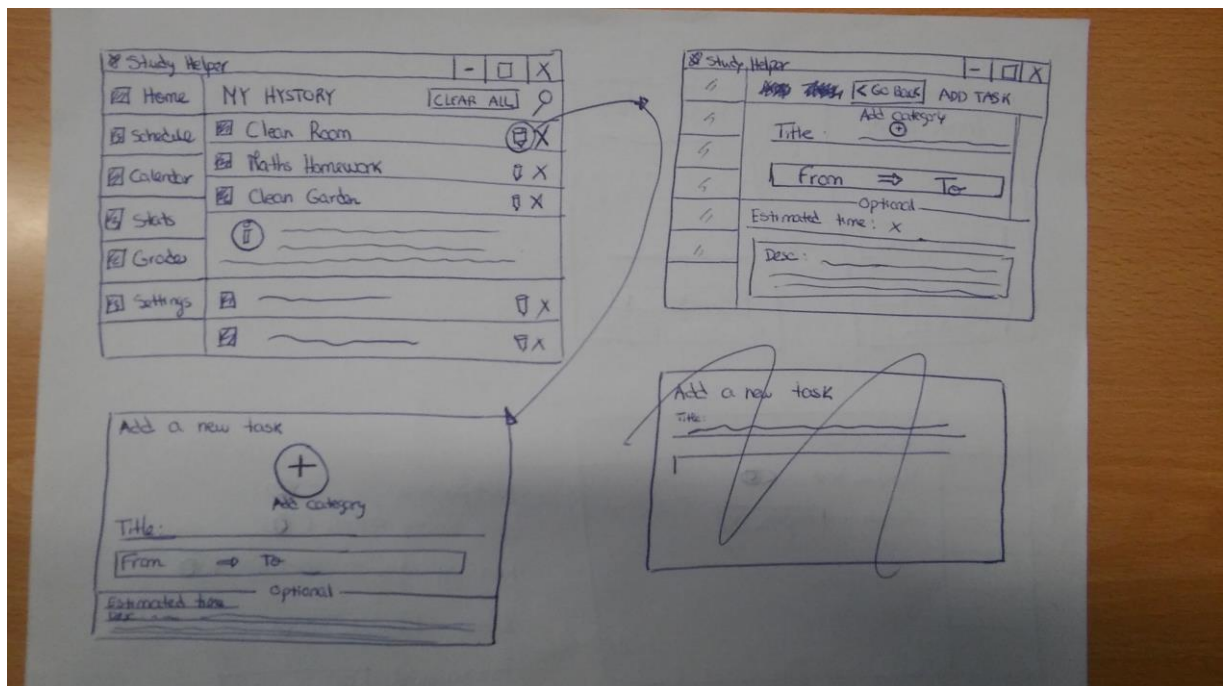 Study Helper - X
Home MY HYSTORY CLEAR ALL
Schedule Clean Room X
Calendar Maths Homework X
Clean Garden X
Stats i
Grades
Settings X
X
Study Helper - X
< GO BACK ADD TASK
Add category
+
Title:
From ⇒ To
Optional
Estimated time: x
Desc:
Add a new task
+
Add category
Title:
From ⇒ To
Optional
Estimated time
Desc
Add a new task
Title: